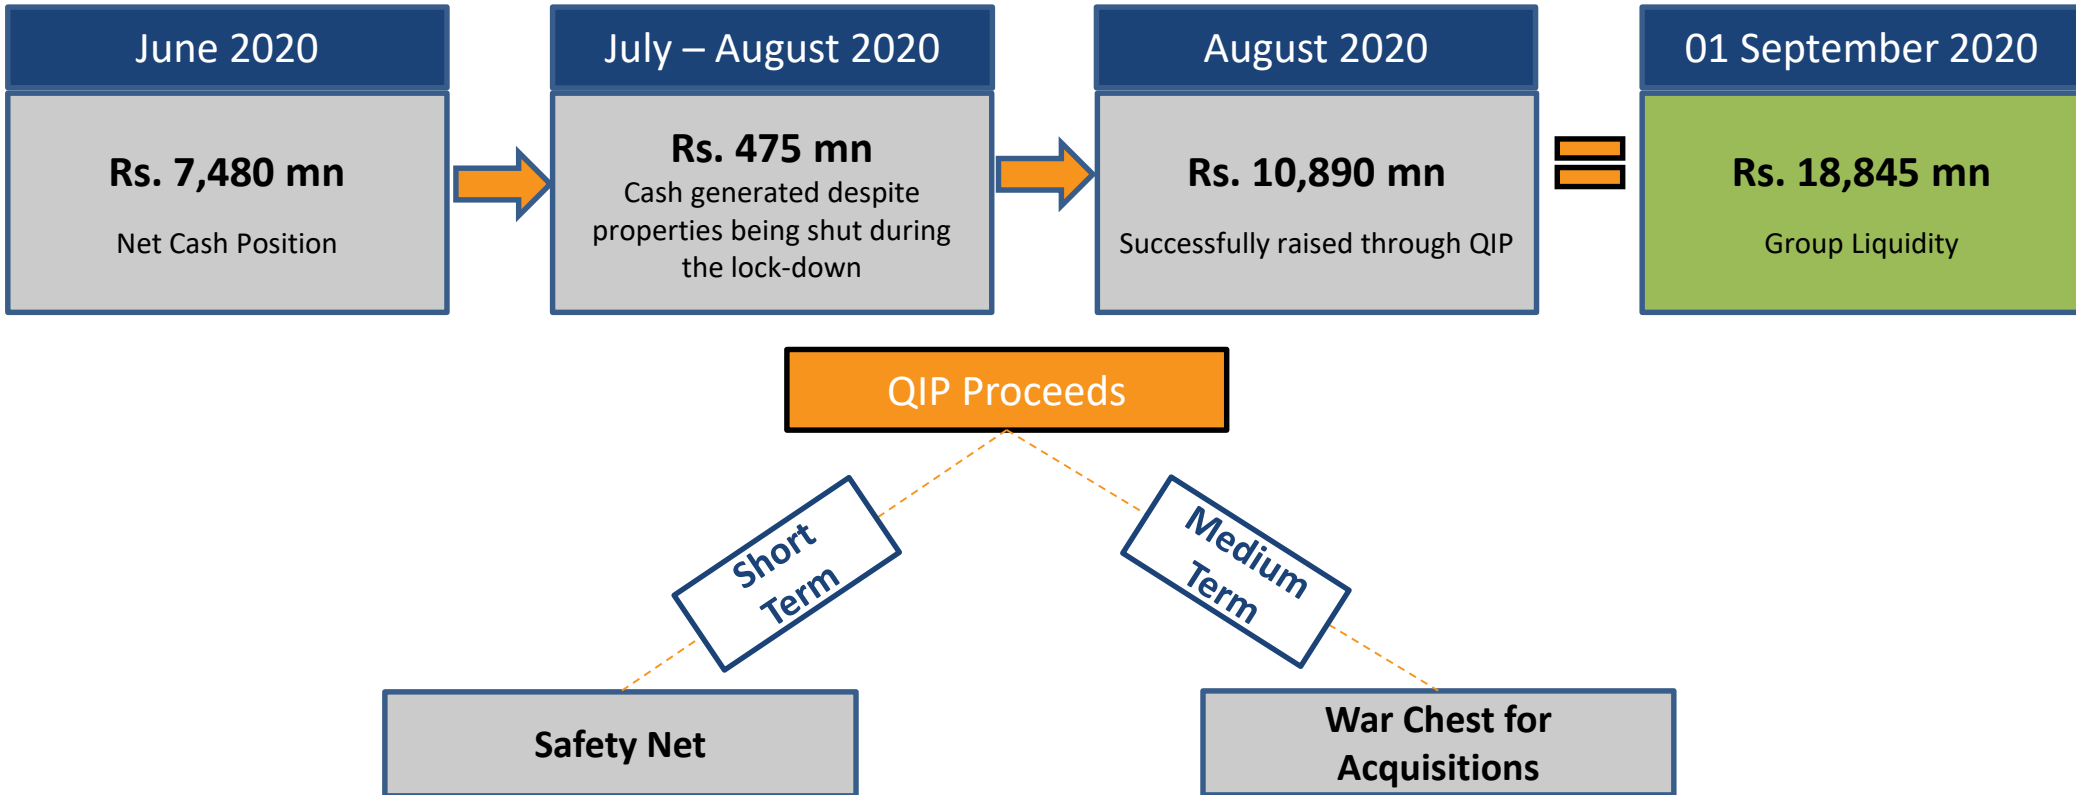 June 2020
Rs. 7,480 mn
Net Cash Position
July – August 2020
Rs. 475 mn
Cash generated despite
properties being shut during
the lock-down
August 2020
Rs. 10,890 mn
Successfully raised through QIP
01 September 2020
Rs. 18,845 mn
Group Liquidity
QIP Proceeds
Short
Term
Medium
Term
Safety Net
War Chest for
Acquisitions